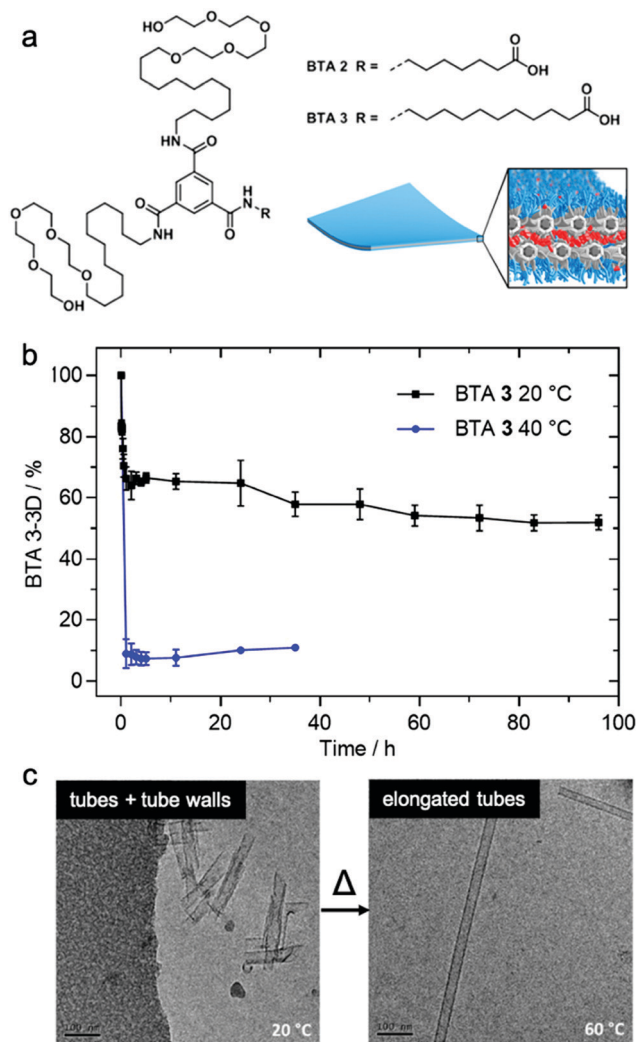 a
HO
O
O
O
O
NH
O
O
HN
O
HN
R
O
O
O
O
OH
BTA 2 R =
O
OH
BTA 3 R =
O
OH
b
BTA 3-3D / %
100
80
60
40
20
0
BTA 3 20 °C
BTA 3 40 °C
0 20 40 60 80 100
Time / h
c
tubes + tube walls
100 nm
20 °C
Δ
elongated tubes
100 nm
60 °C